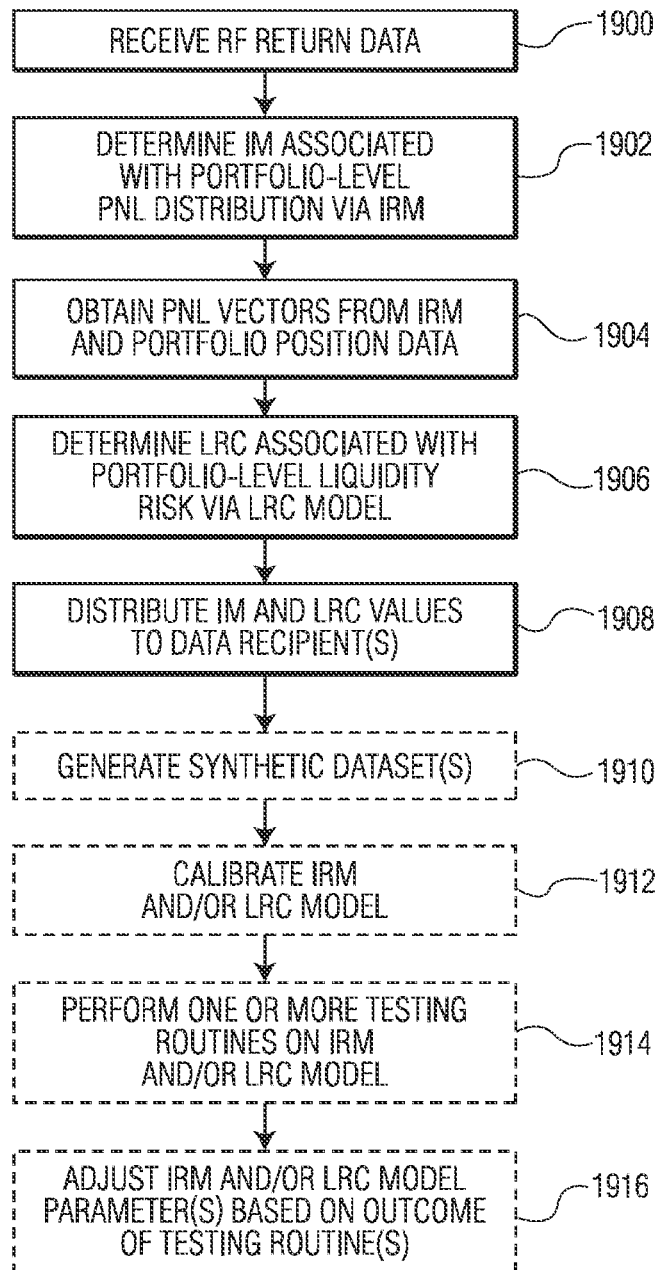 RECEIVE RF RETURN DATA
1900
DETERMINE IM ASSOCIATED
WITH PORTFOLIO-LEVEL
PNL DISTRIBUTION VIA IRM
1902
OBTAIN PNL VECTORS FROM IRM
AND PORTFOLIO POSITION DATA
1904
DETERMINE LRC ASSOCIATED WITH
PORTFOLIO-LEVEL LIQUIDITY
RISK VIA LRC MODEL
1906
DISTRIBUTE IM AND LRC VALUES
TO DATA RECIPIENT(S)
1908
GENERATE SYNTHETIC DATASET(S)
1910
CALIBRATE IRM
AND/OR LRC MODEL
1912
PERFORM ONE OR MORE TESTING
ROUTINES ON IRM
AND/OR LRC MODEL
1914
ADJUST IRM AND/OR LRC MODEL
PARAMETER(S) BASED ON OUTCOME
OF TESTING ROUTINE(S)
1916